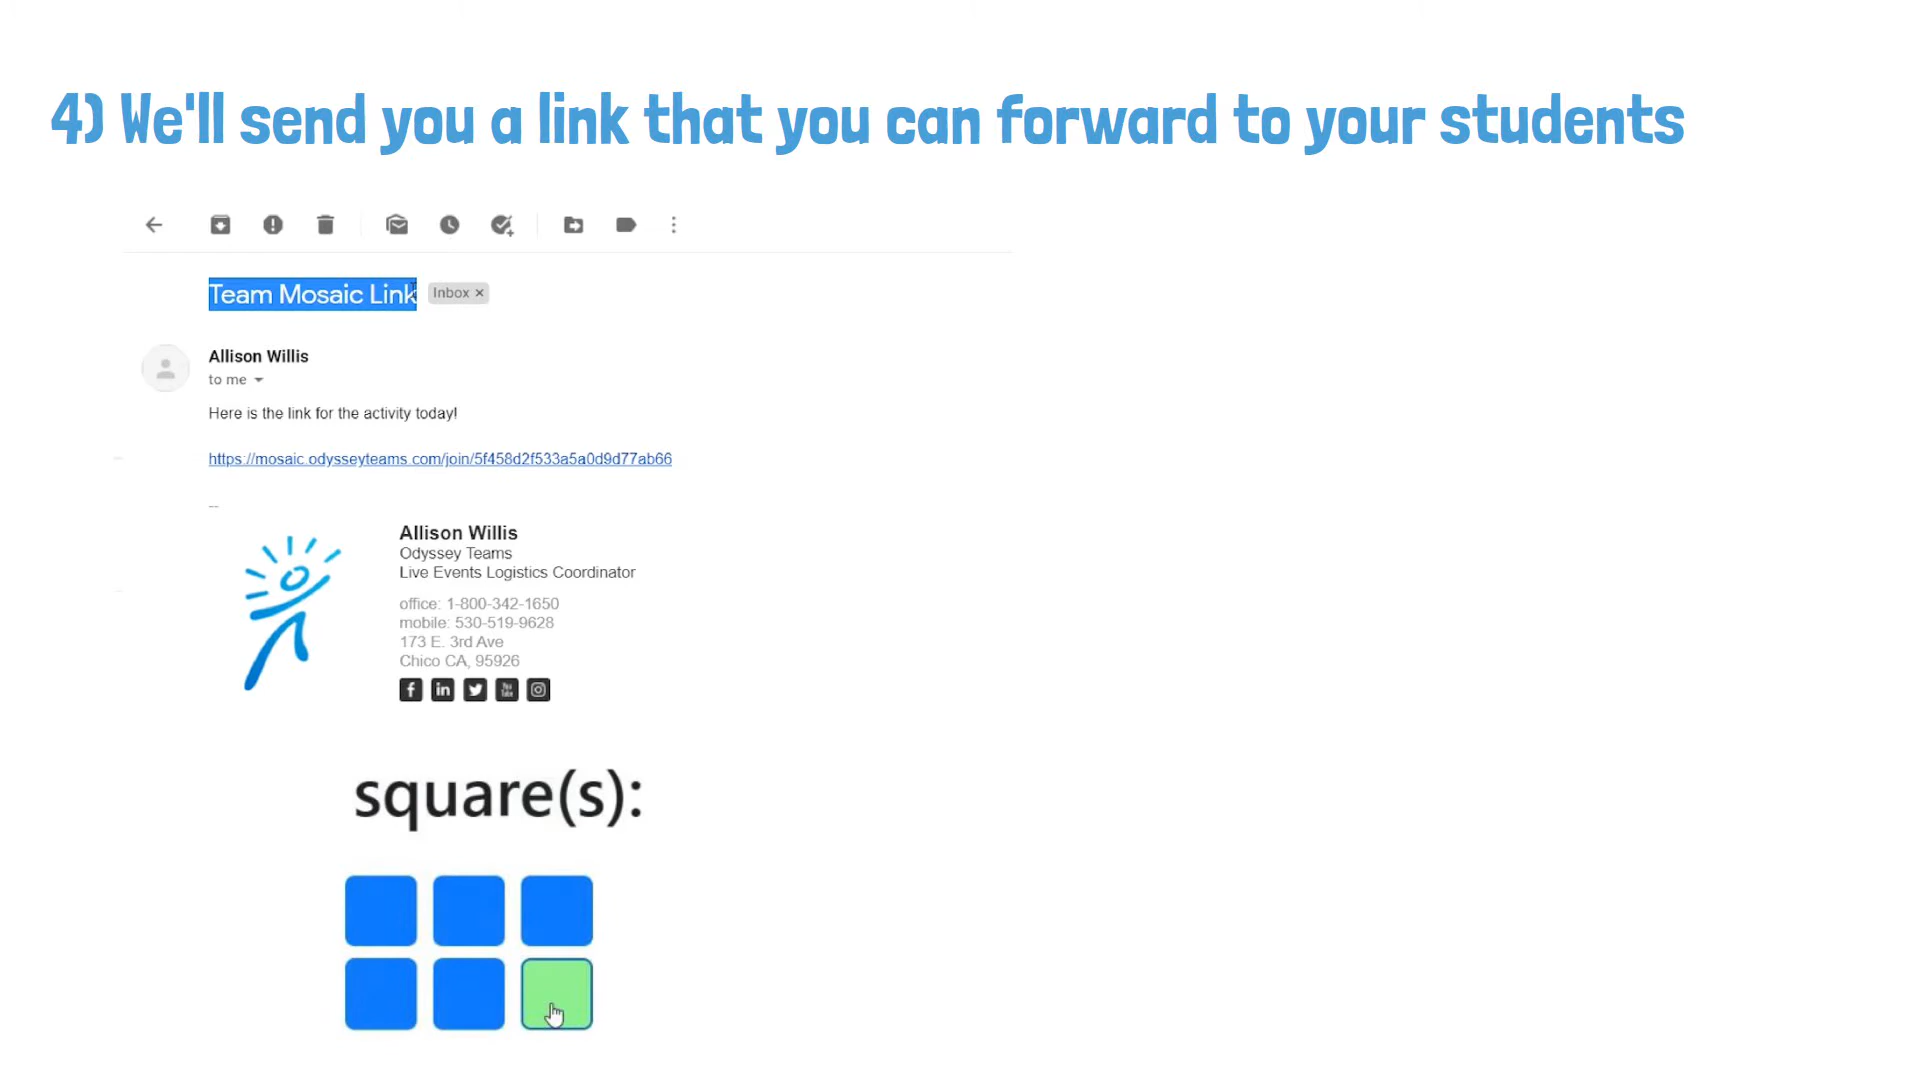 4) We'll send you a link that you can forward to your students
Team Mosaic Link Inbox ×
Allison Willis
to me
Here is the link for the activity today!
https://mosaic.odysseyteams.com/join/5f458d2f533a5a0d9d77ab66
--
Allison Willis
Odyssey Teams
Live Events Logistics Coordinator
office: 1-800-342-1650
mobile: 530-519-9628
173 E. 3rd Ave
Chico CA, 95926
square(s):